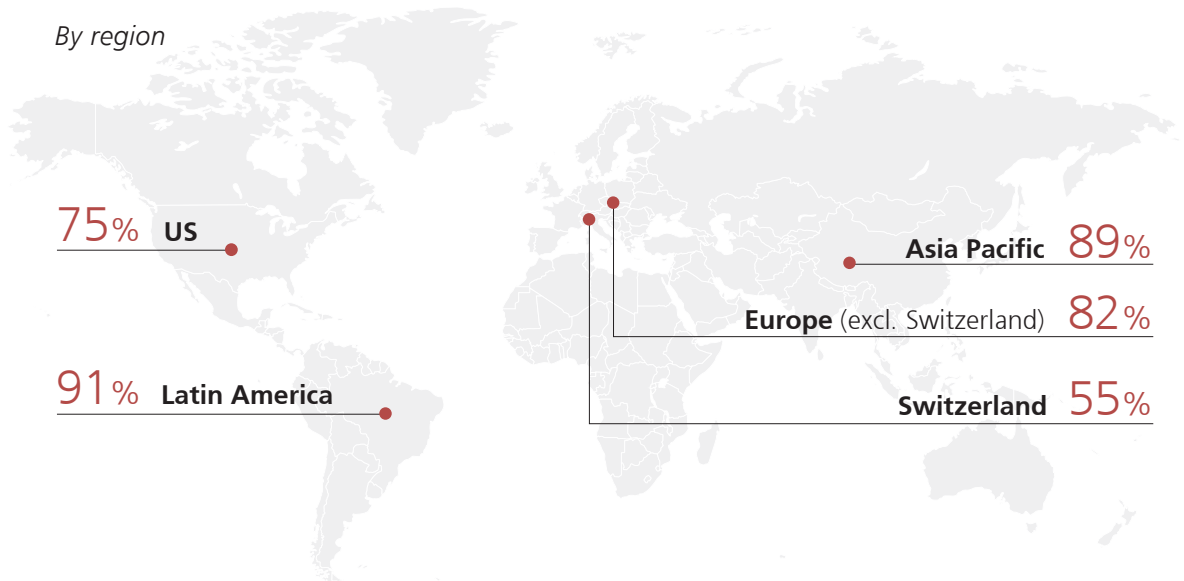 By region
75% US
91% Latin America
Asia Pacific 89%
Europe (excl. Switzerland) 82%
Switzerland 55%